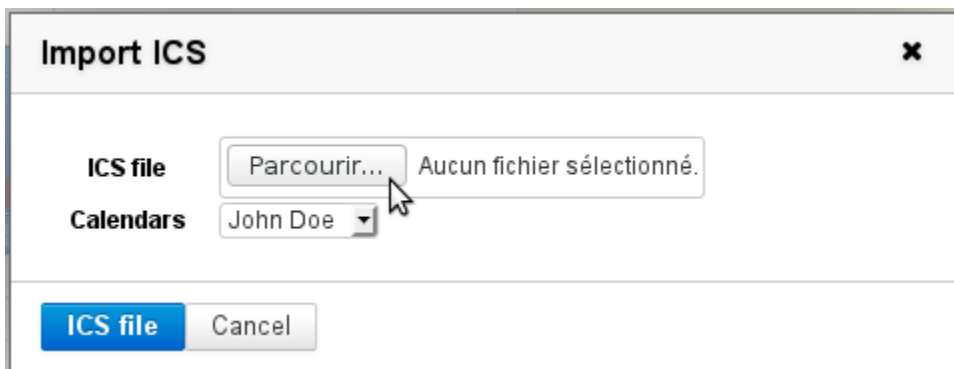 Import ICS
ICS file Parcourir... Aucun fichier sélectionné.
Calendars John Doe
ICS file Cancel